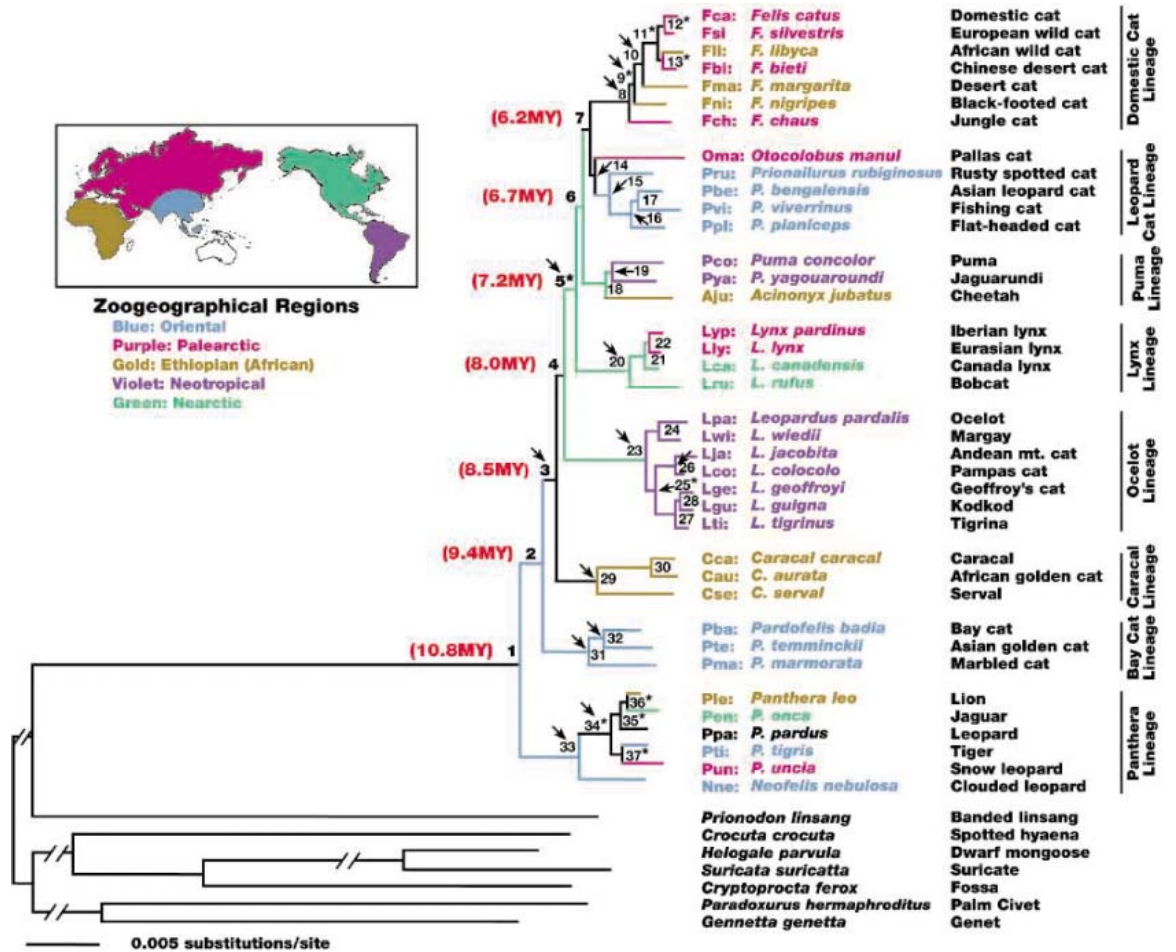 Fca: Felis catus Domestic cat
Fsi F. silvestris European wild cat
Fli: F. libyca African wild cat
Fbi: F. bieti Chinese desert cat
Fma: F. margarita Desert cat
Fni: F. nigripes Black-footed cat
Fch: F. chaus Jungle cat
Domestic Cat
Lineage
12*
11*
10
13*
9*
8
(6.2MY) 7
Oma: Otocolobus manul Pallas cat
Pru: Prionailurus rubiginosus Rusty spotted cat
Pbe: P. bengalensis Asian leopard cat
Pvi: P. viverrinus Fishing cat
Ppl: P. planiceps Flat-headed cat
Leopard
Cat Lineage
14
15
17
16
(6.7MY) 6
Pco: Puma concolor Puma
Pya: P. yagouaroundi Jaguarundi
Aju: Acinonyx jubatus Cheetah
Puma
Lineage
19
18
(7.2MY) 5*
Lyp: Lynx pardinus Iberian lynx
Lly: L. lynx Eurasian lynx
Lca: L. canadensis Canada lynx
Lru: L. rufus Bobcat
Lynx
Lineage
22
20
21
(8.0MY) 4
Lpa: Leopardus pardalis Ocelot
Lwi: L. wiedii Margay
Lja: L. jacobita Andean mt. cat
Lco: L. colocolo Pampas cat
Lge: L. geoffroyi Geoffroy's cat
Lgu: L. guigna Kodkod
Lti: L. tigrinus Tigrina
Ocelot
Lineage
24
23
26
25*
28
27
(8.5MY) 3
Cca: Caracal caracal Caracal
Cau: C. aurata African golden cat
Cse: C. serval Serval
Caracal
Lineage
30
29
(9.4MY) 2
Pba: Pardofelis badia Bay cat
Pte: P. temminckii Asian golden cat
Pma: P. marmorata Marbled cat
Bay Cat
Lineage
32
31
(10.8MY) 1
Ple: Panthera leo Lion
Pon: P. onca Jaguar
Ppa: P. pardus Leopard
Pti: P. tigris Tiger
Pun: P. uncia Snow leopard
Nne: Neofelis nebulosa Clouded leopard
Panthera
Lineage
36*
34*
35*
33
37*
Prionodon linsang Banded linsang
Crocuta crocuta Spotted hyaena
Helogale parvula Dwarf mongoose
Suricata suricatta Suricate
Cryptoprocta ferox Fossa
Paradoxurus hermaphroditus Palm Civet
Gennetta genetta Genet
0.005 substitutions/site
Zoogeographical Regions
Blue: Oriental
Purple: Palearctic
Gold: Ethiopian (African)
Violet: Neotropical
Green: Nearctic